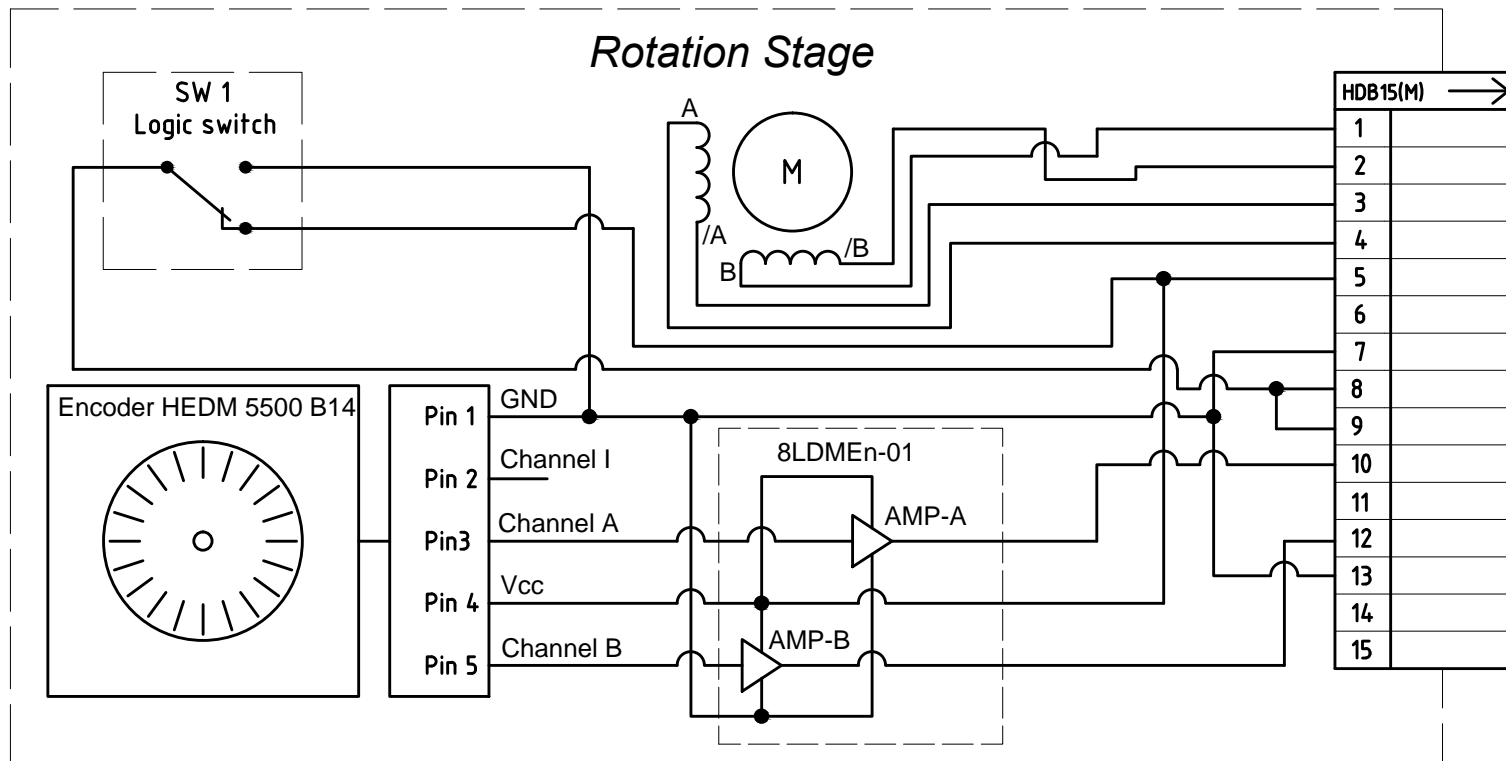 Rotation Stage
SW 1
Logic switch
A
/A
M
B
/B
HDB15(M)
1
2
3
4
5
6
7
8
9
10
11
12
13
14
15
Encoder HEDM 5500 B14
Pin 1
GND
Pin 2
Channel I
Pin3
Channel A
Pin 4
Vcc
Pin 5
Channel B
8LDMEn-01
AMP-A
AMP-B